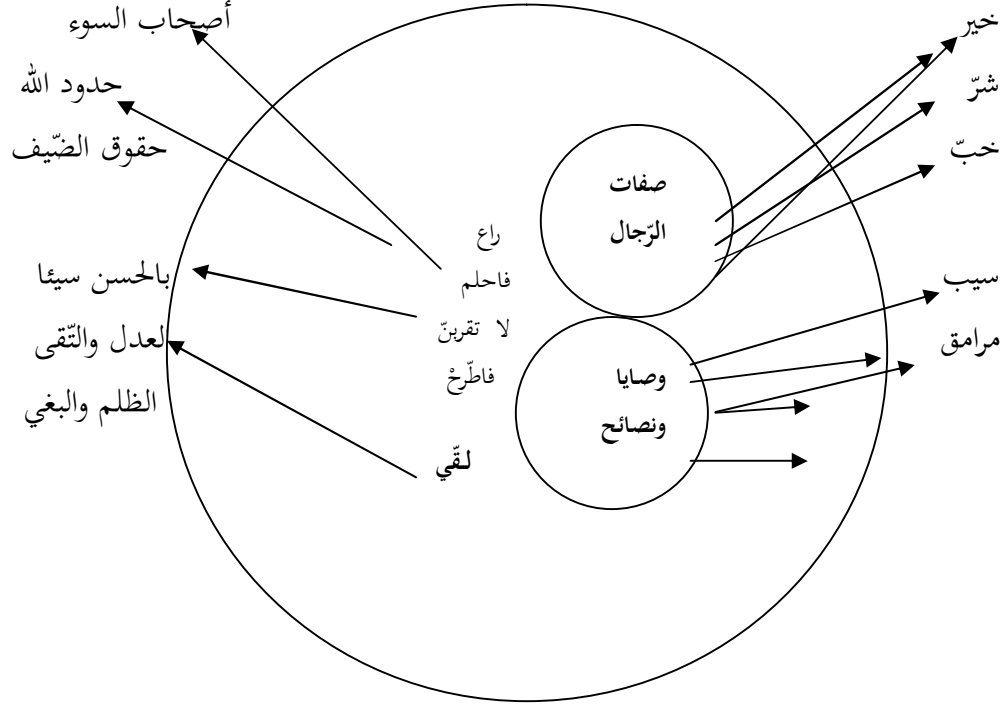 خير
شرّ
خبّ
سيب
مرامق
صفات
الرّجال
وصايا
ونصائح
راع
فاحلم
لا تقربنّ
فاطّرحْ
لقّي
أصحاب السوء
حدود الله
حقوق الضّيف
بالحسن سيئا
لعدل والتّقى
الظلم والبغي